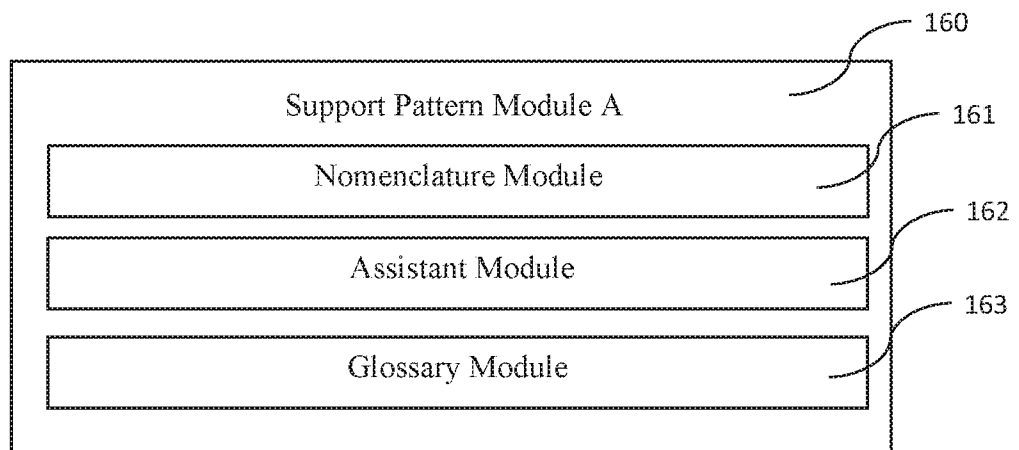 160
Support Pattern Module A
161
Nomenclature Module
162
Assistant Module
163
Glossary Module